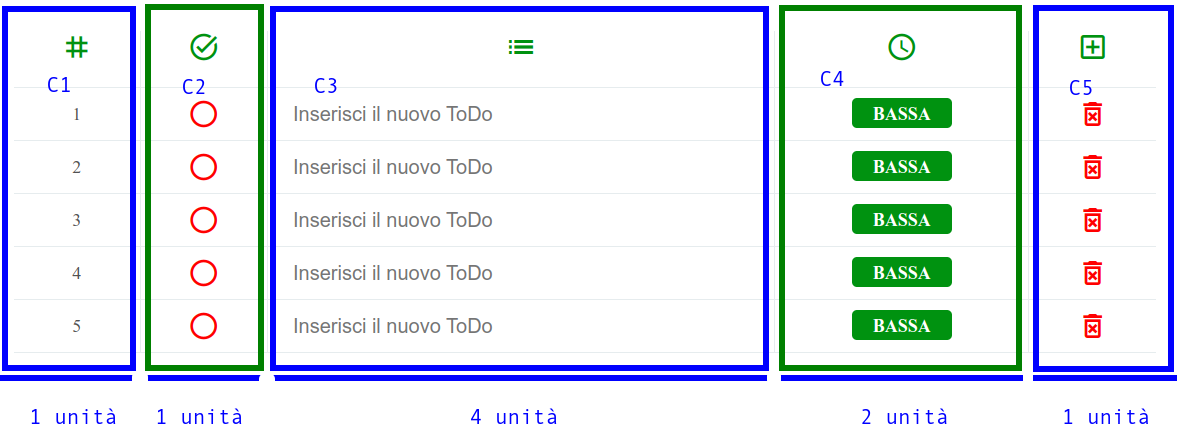 C1 C2 C3 C4 C5
1 Inserisci il nuovo ToDo BASSA
2 Inserisci il nuovo ToDo BASSA
3 Inserisci il nuovo ToDo BASSA
4 Inserisci il nuovo ToDo BASSA
5 Inserisci il nuovo ToDo BASSA
1 unità 1 unità 4 unità 2 unità 1 unità